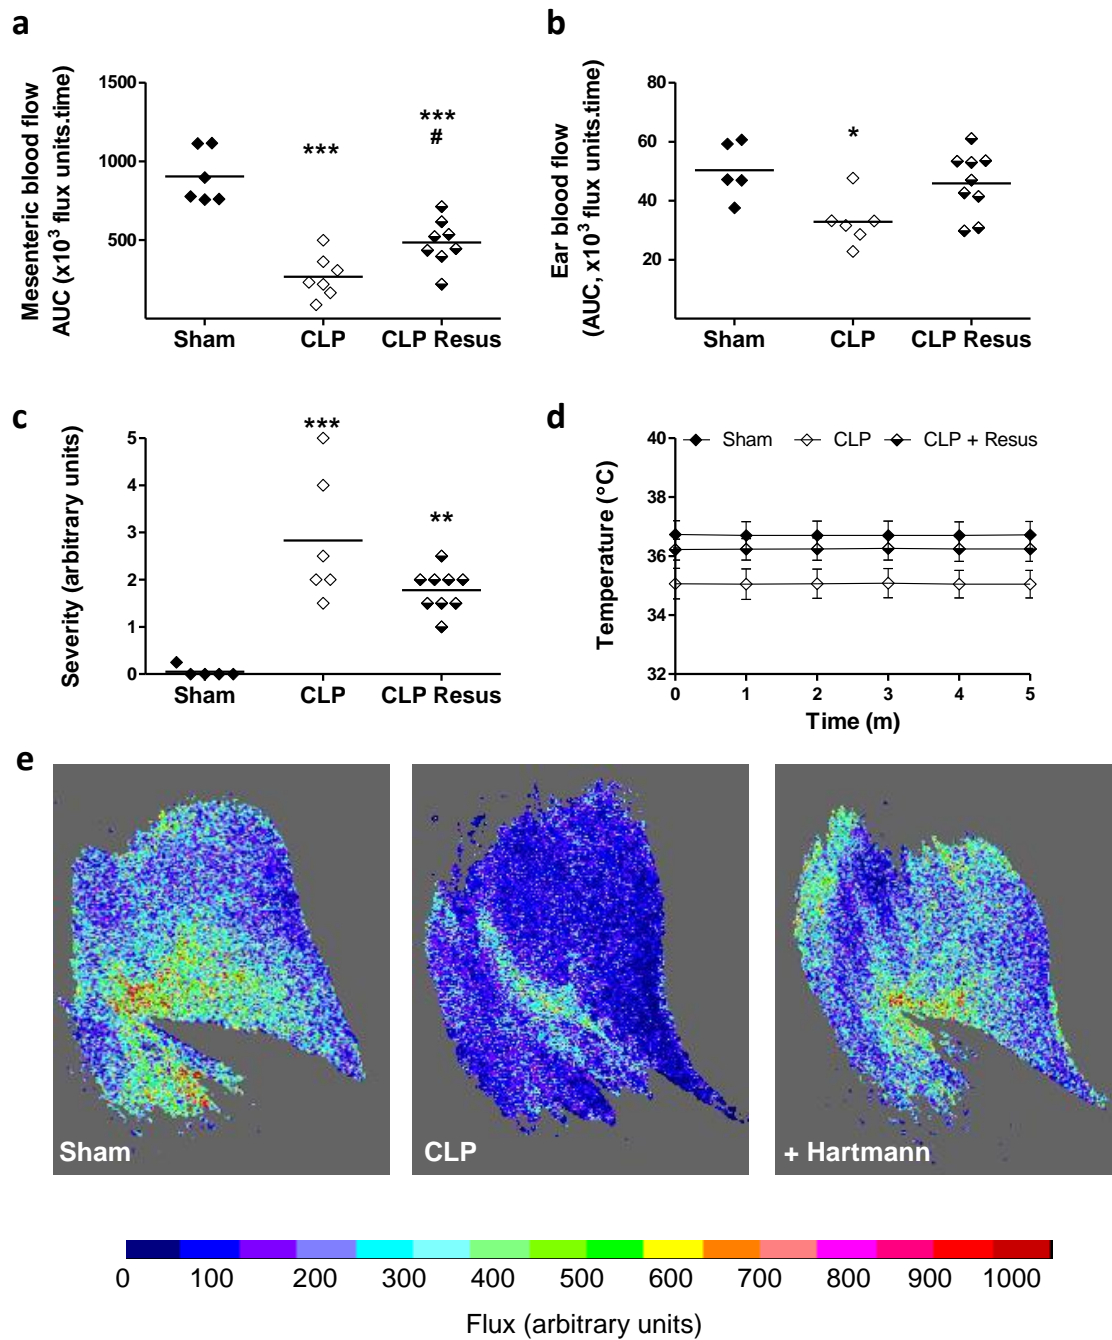 a
Mesenteric blood flow
AUC (x10³ flux units.time)
1500
1000
500
***
***
#
Sham CLP CLP Resus
b
Ear blood flow
(AUC, x10³ flux units.time)
80
60
40
20
*
Sham CLP CLP Resus
c
Severity (arbitrary units)
5
4
3
2
1
0
***
**
Sham CLP CLP Resus
d
Temperature (°C)
40
38
36
34
32
Sham CLP CLP + Resus
0 1 2 3 4 5
Time (m)
e
Sham
CLP
+ Hartmann
0 100 200 300 400 500 600 700 800 900 1000
Flux (arbitrary units)